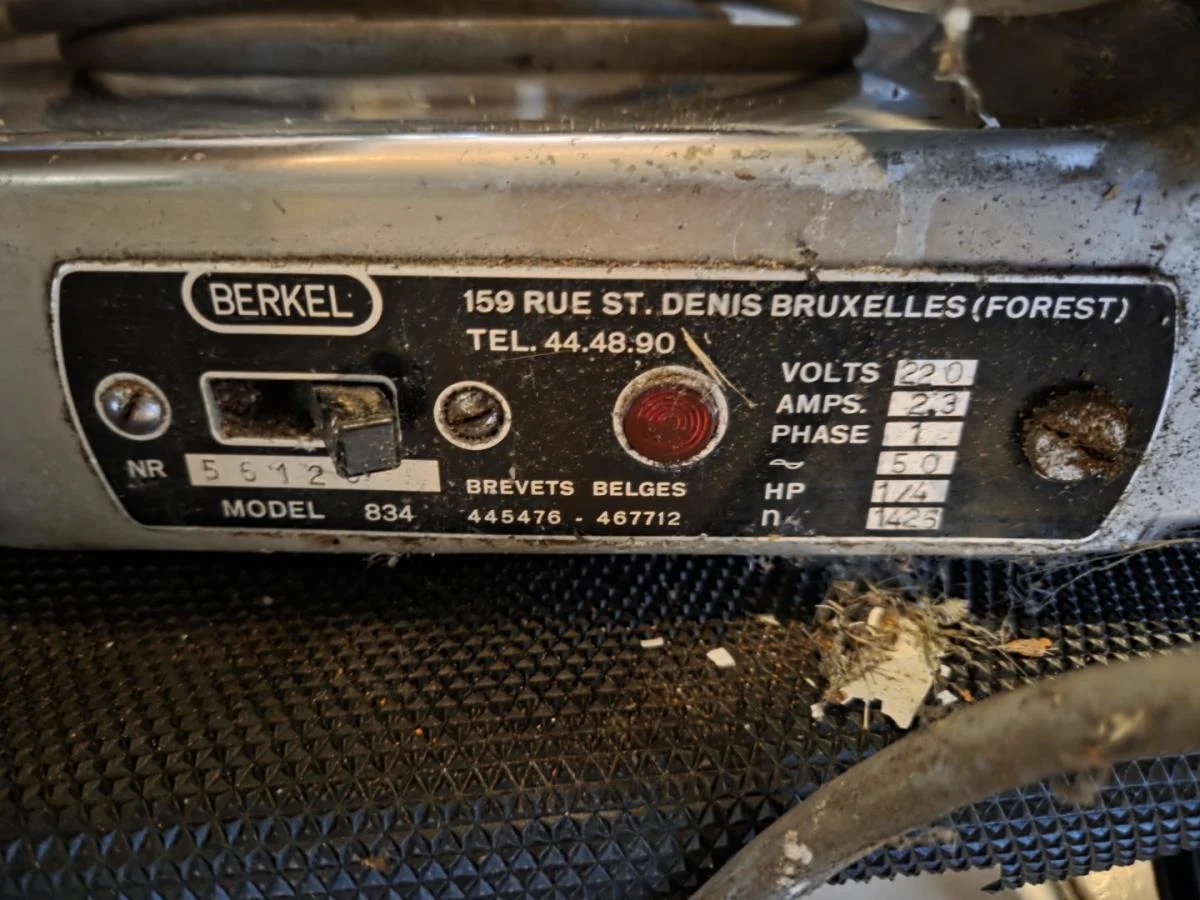 BERKEL
159 RUE ST. DENIS BRUXELLES (FOREST)
TEL. 44.48.90
VOLTS 220
AMPS. 2.3
PHASE 1
~ 50
HP 1/4
n 1425
NR
MODEL 834
BREVETS BELGES
445476 - 467712